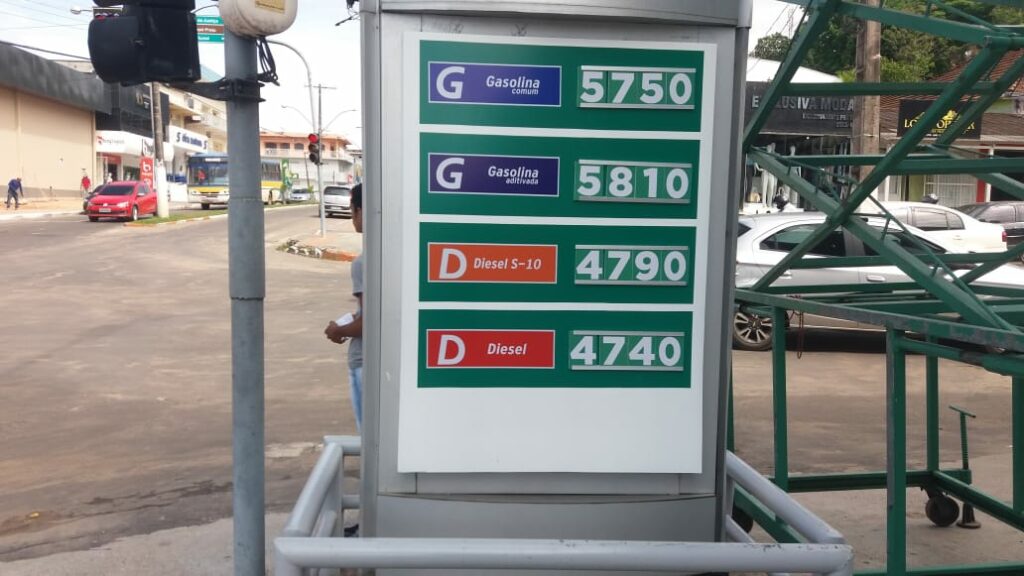 G Gasolina comum 5750
G Gasolina aditivada 5810
D Diesel S-10 4790
D Diesel 4740